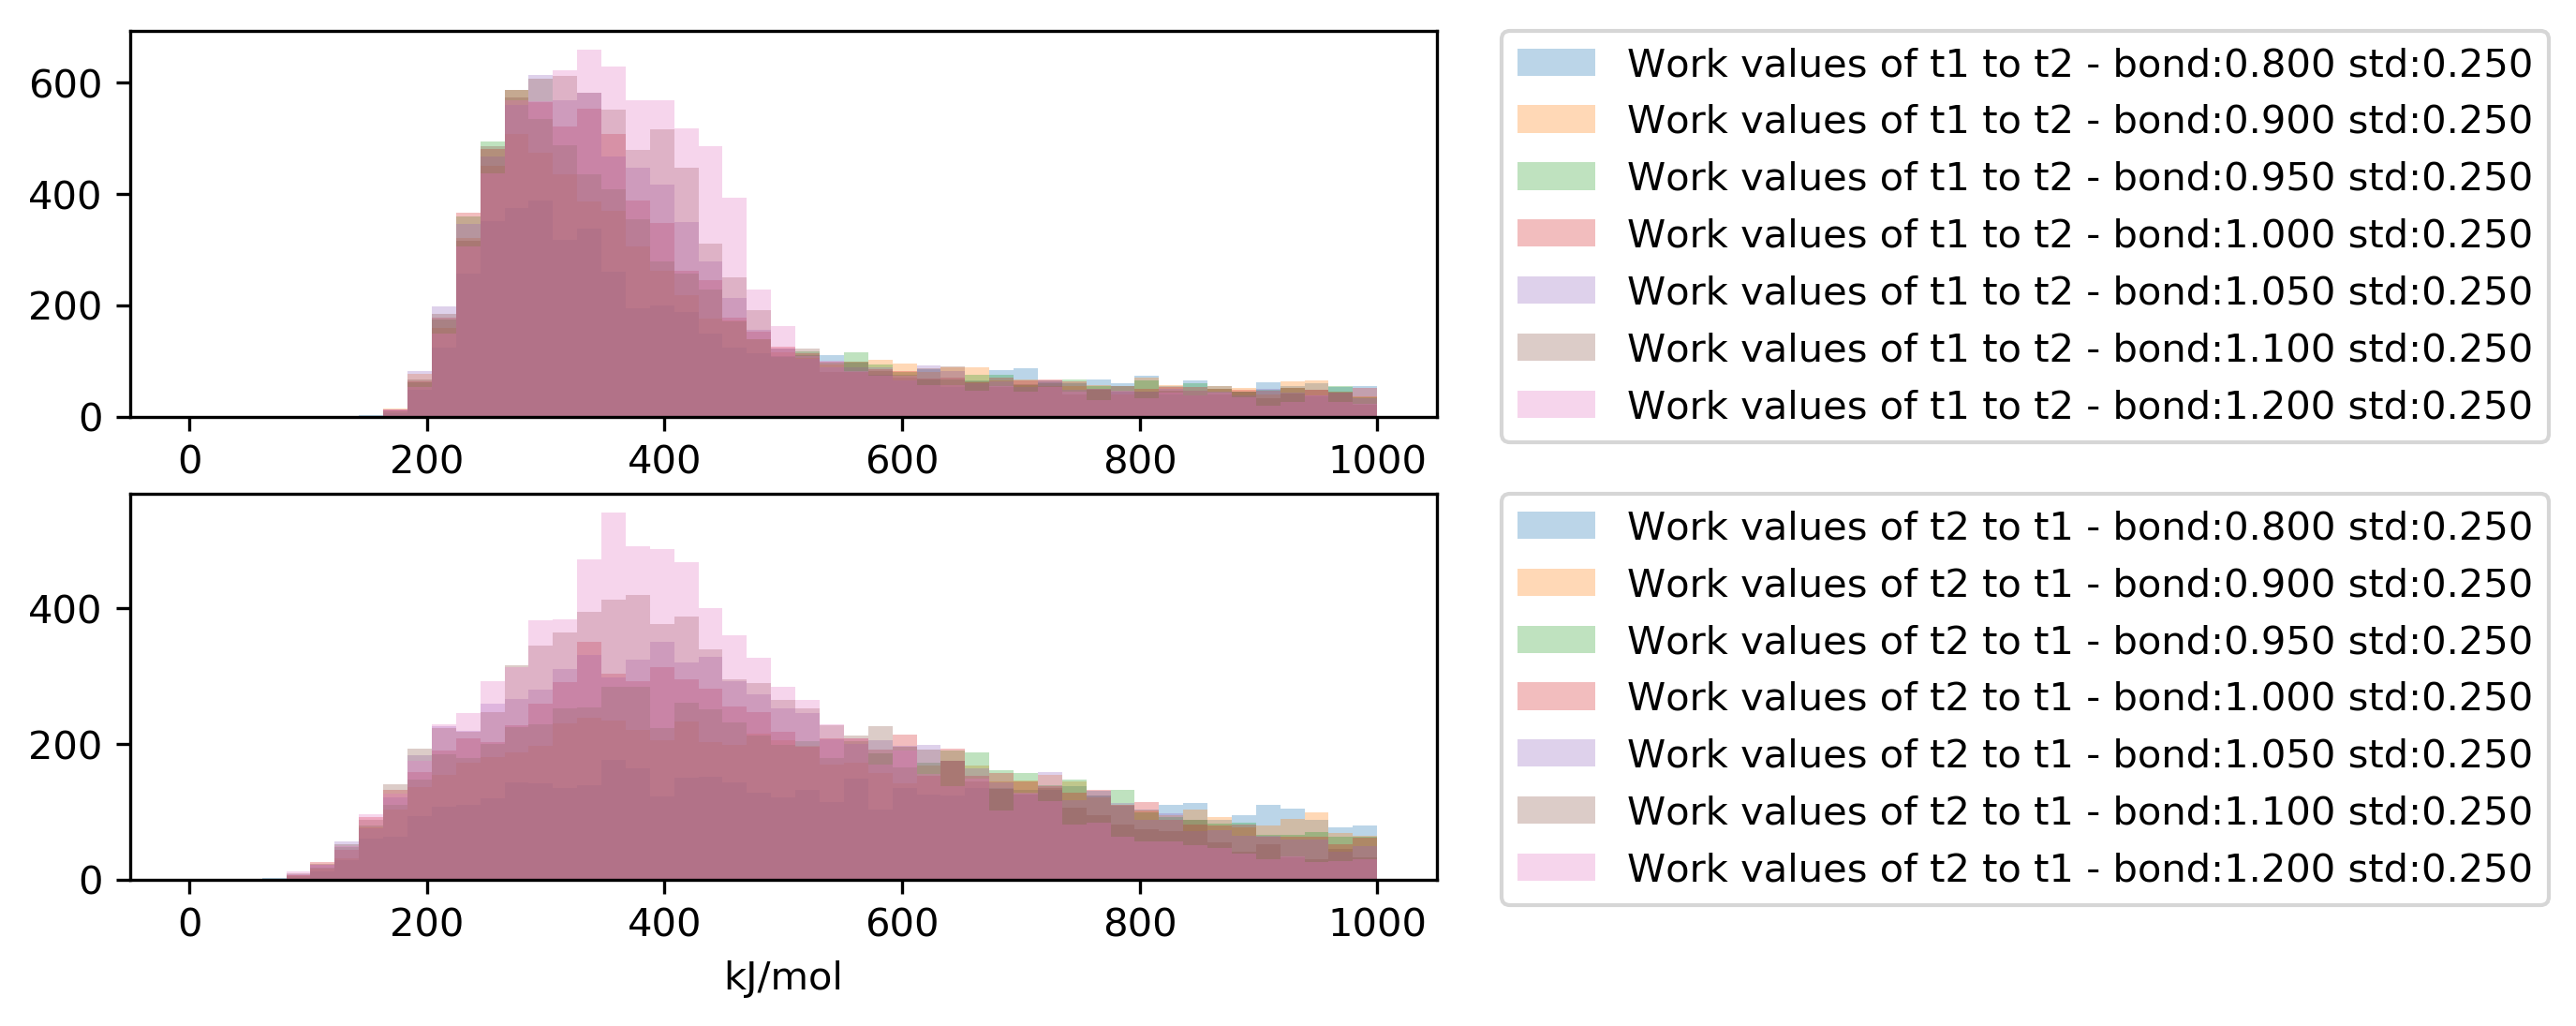 600
400
200
0
0 200 400 600 800 1000
Work values of t1 to t2 - bond:0.800 std:0.250
Work values of t1 to t2 - bond:0.900 std:0.250
Work values of t1 to t2 - bond:0.950 std:0.250
Work values of t1 to t2 - bond:1.000 std:0.250
Work values of t1 to t2 - bond:1.050 std:0.250
Work values of t1 to t2 - bond:1.100 std:0.250
Work values of t1 to t2 - bond:1.200 std:0.250
400
200
0
0 200 400 600 800 1000
kJ/mol
Work values of t2 to t1 - bond:0.800 std:0.250
Work values of t2 to t1 - bond:0.900 std:0.250
Work values of t2 to t1 - bond:0.950 std:0.250
Work values of t2 to t1 - bond:1.000 std:0.250
Work values of t2 to t1 - bond:1.050 std:0.250
Work values of t2 to t1 - bond:1.100 std:0.250
Work values of t2 to t1 - bond:1.200 std:0.250